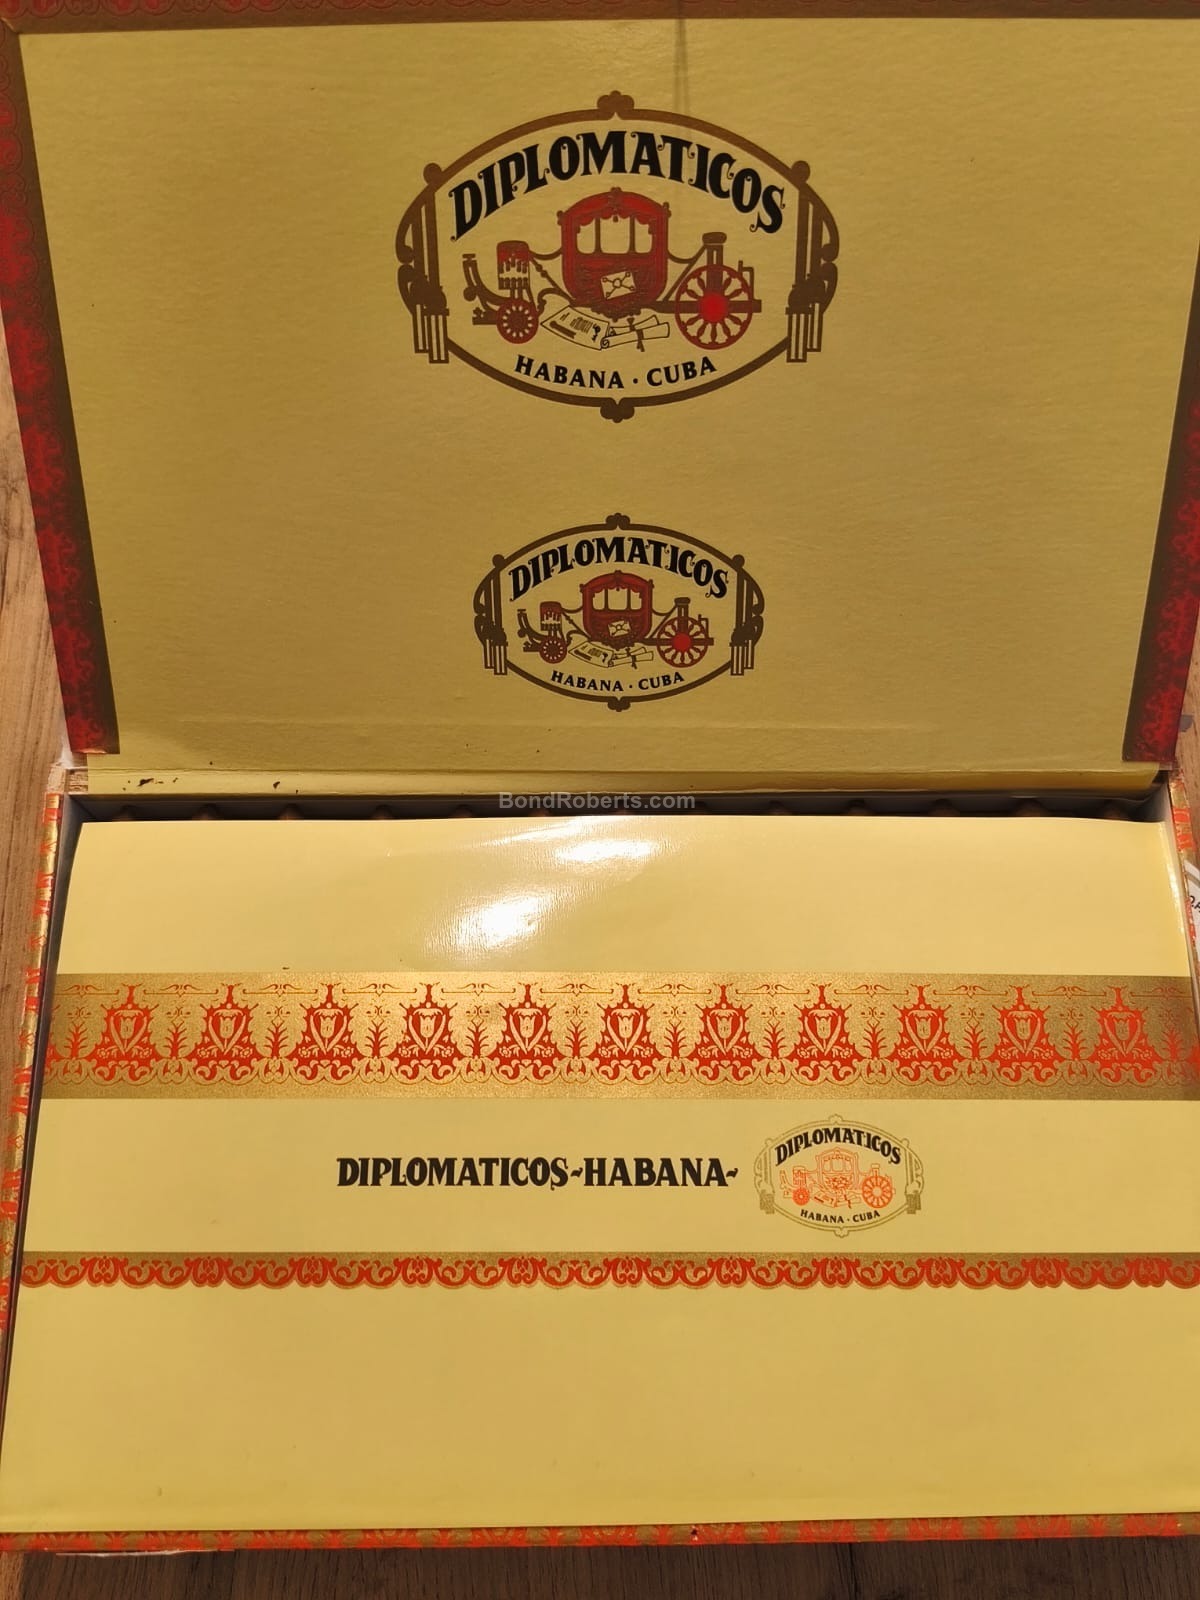 DIPLOMATICOS
HABANA · CUBA
DIPLOMATICOS
HABANA · CUBA
BondRoberts.com
DIPLOMATICOS~HABANA~
DIPLOMATICOS
HABANA · CUBA